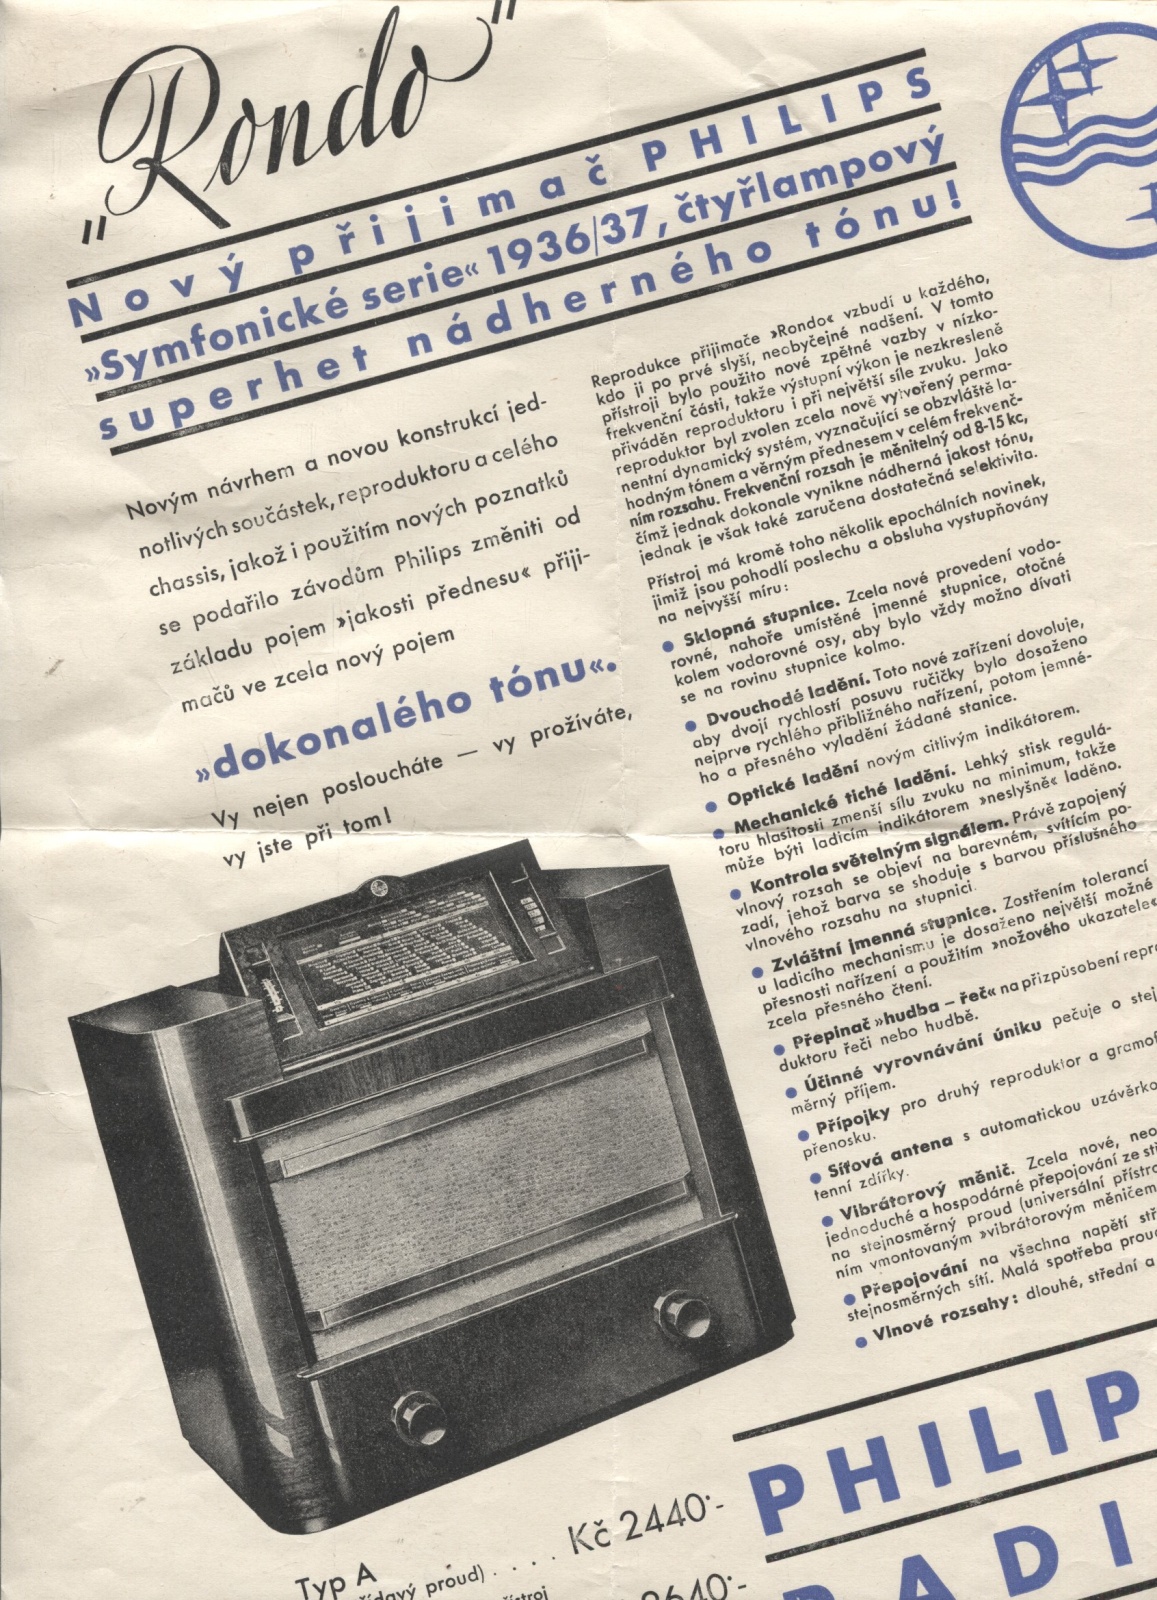 „Rondo"
Nový přijimač PHILIPS
»Symfonické serie« 1936/37, čtyřlampový
superhet nádherného tónu!
Novým návrhem a novou konstrukcí jed-
notlivých součástek, reproduktoru a celého
chassis, jakož i použitím nových poznatků
se podařilo závodům Philips změniti od
základu pojem »jakosti přednesu« přiji-
mačů ve zcela nový pojem
»dokonalého tónu«.
Vy nejen posloucháte — vy prožíváte,
vy jste při tom!
Reprodukce přijimače »Rondo« vzbudí u každého,
kdo ji po prvé slyší, neobyčejné nadšení. V tomto
přístroji bylo použito nové zpětné vazby v nízko-
frekvenční části, takže výstupní výkon je nezkresleně
přiváděn reproduktoru i při největší síle zvuku. Jako
reproduktor byl zvolen zcela nově vytvořený perma-
nentní dynamický systém, vyznačující se obzvláště la-
hodným tónem a věrným přednesem v celém frekvenč-
ním rozsahu. Frekvenční rozsah je měnitelný od 8-15 kc,
čímž jednak dokonale vynikne nádherná jakost tónu,
jednak je však také zaručena dostatečná selektivita.
Přístroj má kromě toho několik epochálních novinek,
jimiž jsou pohodlí poslechu a obsluha vystupňovány
na nejvyšší míru:
● Sklopná stupnice. Zcela nové provedení vodo-
rovné, nahoře umístěné jmenné stupnice, otočné
kolem vodorovné osy, aby bylo vždy možno dívati
se na rovinu stupnice kolmo.
● Dvouchodé ladění. Toto nové zařízení dovoluje,
aby dvojí rychlostí posuvu ručičky bylo dosaženo
nejprve rychlého přibližného nařízení, potom jemné-
ho a přesného vyladění žádané stanice.
● Optické ladění novým citlivým indikátorem.
● Mechanické tiché ladění. Lehký stisk regulá-
toru hlasitosti zmenší sílu zvuku na minimum, takže
může býti ladicím indikátorem »neslyšně« laděno.
● Kontrola světelným signálem. Právě zapojený
vlnový rozsah se objeví na barevném, svítícím po-
zadí, jehož barva se shoduje s barvou příslušného
vlnového rozsahu na stupnici.
● Zvláštní jmenná stupnice. Zostřením tolerancí
u ladicího mechanismu je dosaženo největší možné
přesnosti nařízení a použitím »nožového ukazatele«
zcela přesného čtení.
● Přepinač »hudba – řeč« na přizpůsobení repro
duktoru řeči nebo hudbě.
● Účinné vyrovnávání úniku pečuje o stej
měrný příjem.
● Přípojky pro druhý reproduktor a gramof
přenosku.
● Síťová antena s automatickou uzávěrko
tenní zdířky.
● Vibrátorový měnič. Zcela nové, neo
jednoduché a hospodárné přepojování ze stř
na stejnosměrný proud (universální přístro
ním vmontovaným »vibrátorovým měničem
● Přepojování na všechna napětí stř
stejnosměrných sítí. Malá spotřeba prou
● Vlnové rozsahy: dlouhé, střední a
PHILIP
RADI
Typ A
ídavý proud) . . . . Kč 2440·-
ístroj
2640·-